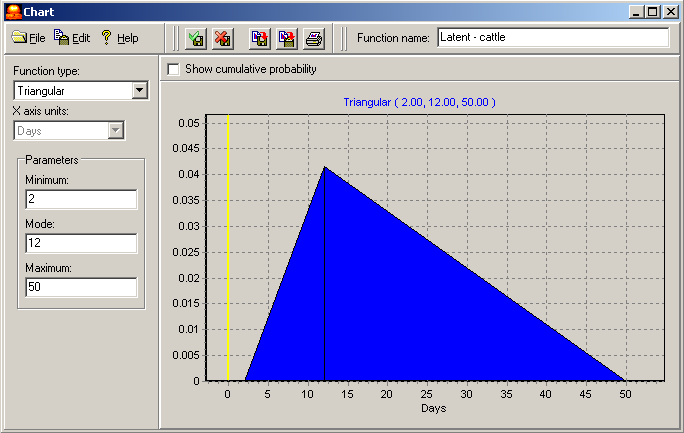 Chart
File Edit ? Help Function name: Latent - cattle
Function type:
Triangular
X axis units:
Days
Parameters
Minimum:
2
Mode:
12
Maximum:
50
Show cumulative probability
Triangular ( 2.00, 12.00, 50.00 )
0.05
0.045
0.04
0.035
0.03
0.025
0.02
0.015
0.01
0.005
0
0 5 10 15 20 25 30 35 40 45 50
Days